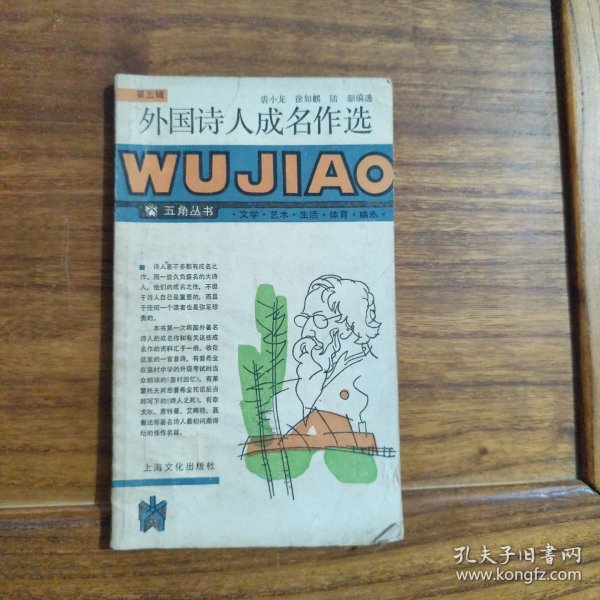 第五辑
裘小龙 徐如麒 陆 韻编选
外国诗人成名作选
WUJIAO
五角丛书
·文学·艺术·生活·体育·娱乐·
■ 诗人差不多都有成名之
作。而一些久负盛名的大诗
人，他们的成名之作，不但
于诗人自己是重要的，而且
于任何一个读者也是弥足珍
贵的。
本书第一次将国外著名
诗人的成名作和有关这些成
名作的资料汇于一册。收在
这里的一首首诗，有普希金
在皇村中学的升级考试时当
众朗颂的《皇村回忆》，有莱
蒙托夫闻悉普希金死讯后当
即写下的《诗人之死》，有泰
戈尔、惠特曼、艾略特、聂
鲁达等著名诗人最初问鼎诗
坛的佳作名篇。
上海文化出版社
孔夫子旧书网
www.kongfz.com